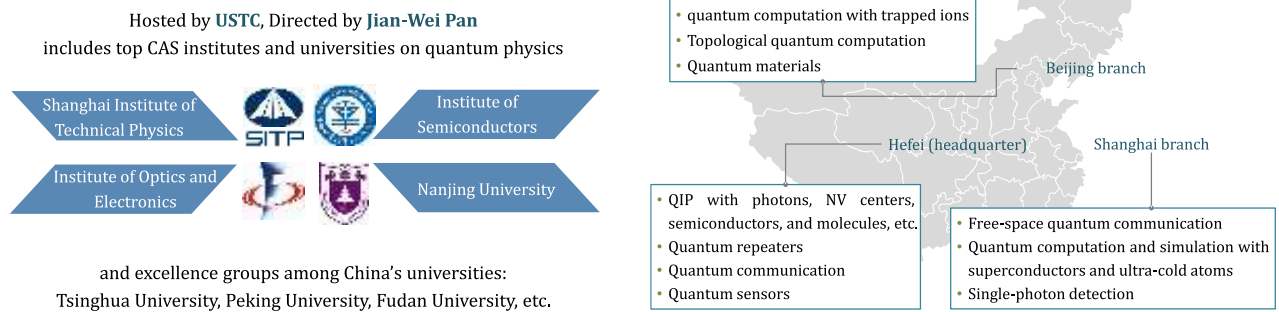 Hosted by USTC, Directed by Jian-Wei Pan
includes top CAS institutes and universities on quantum physics
Shanghai Institute of
Technical Physics
SITP
Institute of
Semiconductors
Institute of Optics and
Electronics
Nanjing University
and excellence groups among China's universities:
Tsinghua University, Peking University, Fudan University, etc.
• quantum computation with trapped ions
• Topological quantum computation
• Quantum materials
Beijing branch
Hefei (headquarter)
Shanghai branch
• QIP with photons, NV centers,
semiconductors, and molecules, etc.
• Quantum repeaters
• Quantum communication
• Quantum sensors
• Free-space quantum communication
• Quantum computation and simulation with
superconductors and ultra-cold atoms
• Single-photon detection